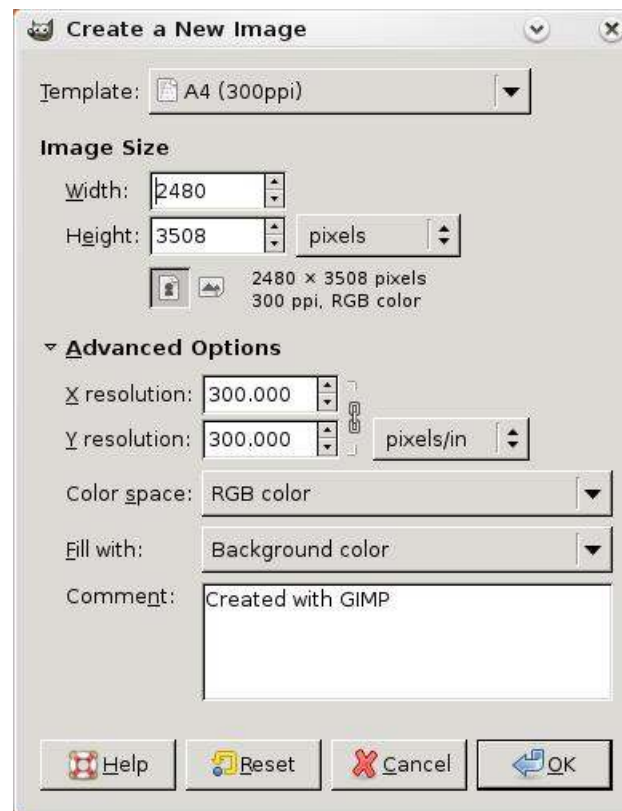 Create a New Image
Template: A4 (300ppi)
Image Size
Width: 2480
Height: 3508 pixels
2480 × 3508 pixels
300 ppi, RGB color
Advanced Options
X resolution: 300.000
Y resolution: 300.000 pixels/in
Color space: RGB color
Fill with: Background color
Comment: Created with GIMP
Help Reset Cancel OK